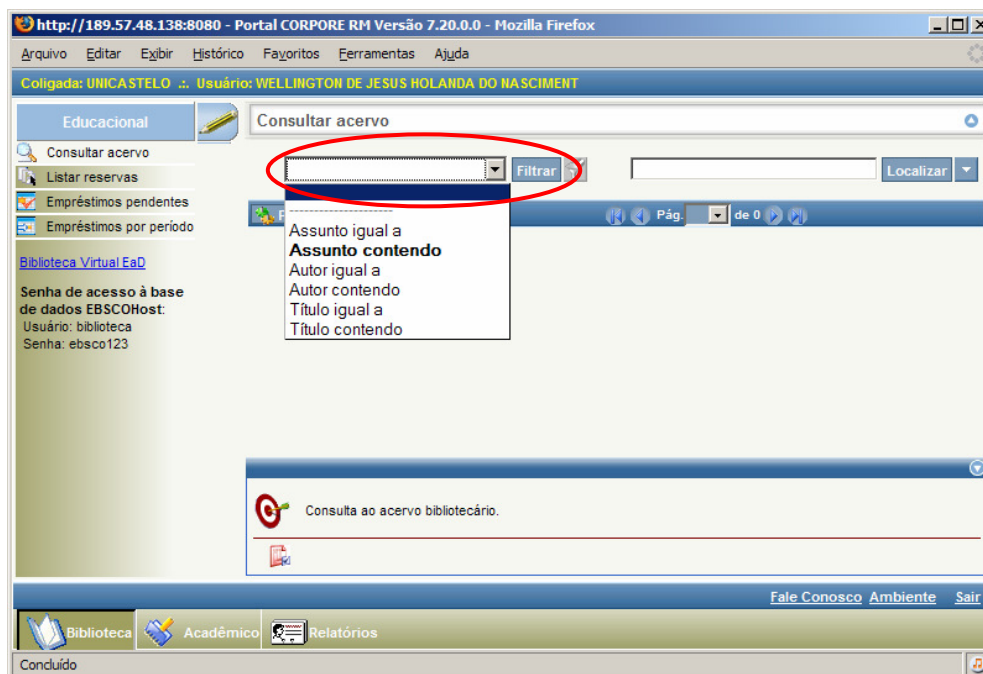 http://189.57.48.138:8080 - Portal CORPORE RM Versão 7.20.0.0 - Mozilla Firefox
Arquivo Editar Exibir Histórico Favoritos Ferramentas Ajuda
Coligada: UNICASTELO .:. Usuário: WELLINGTON DE JESUS HOLANDA DO NASCIMENT
Educacional
Consultar acervo
Listar reservas
Empréstimos pendentes
Empréstimos por período
Biblioteca Virtual EaD
Senha de acesso à base
de dados EBSCOHost:
Usuário: biblioteca
Senha: ebsco123
Consultar acervo
Filtrar
Localizar
Pág. de 0
--------------------
Assunto igual a
Assunto contendo
Autor igual a
Autor contendo
Título igual a
Título contendo
Consulta ao acervo bibliotecário.
Fale Conosco Ambiente Sair
Biblioteca Acadêmico Relatórios
Concluído